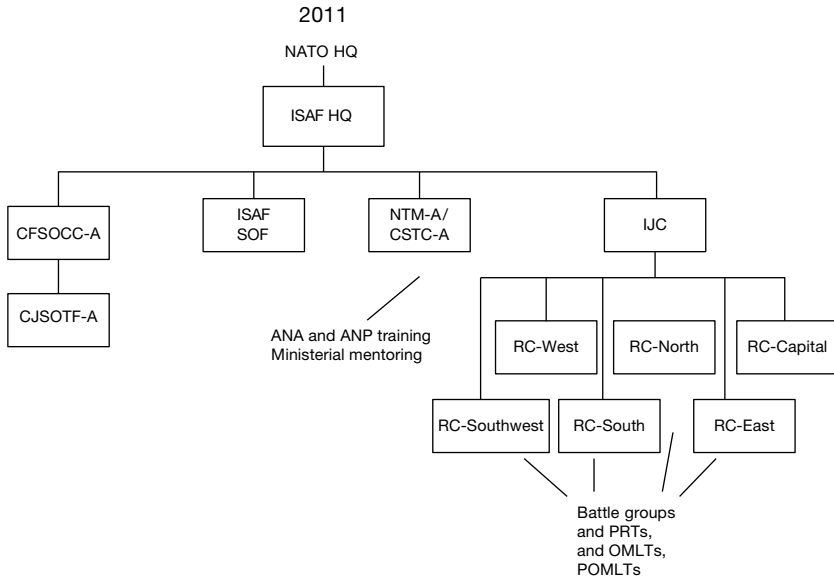 2011
NATO HQ
ISAF HQ
CFSOCC-A
ISAF
SOF
NTM-A/
CSTC-A
IJC
CJSOTF-A
ANA and ANP training
Ministerial mentoring
RC-West
RC-North
RC-Capital
RC-Southwest
RC-South
RC-East
Battle groups
and PRTs,
and OMLTs,
POMLTs